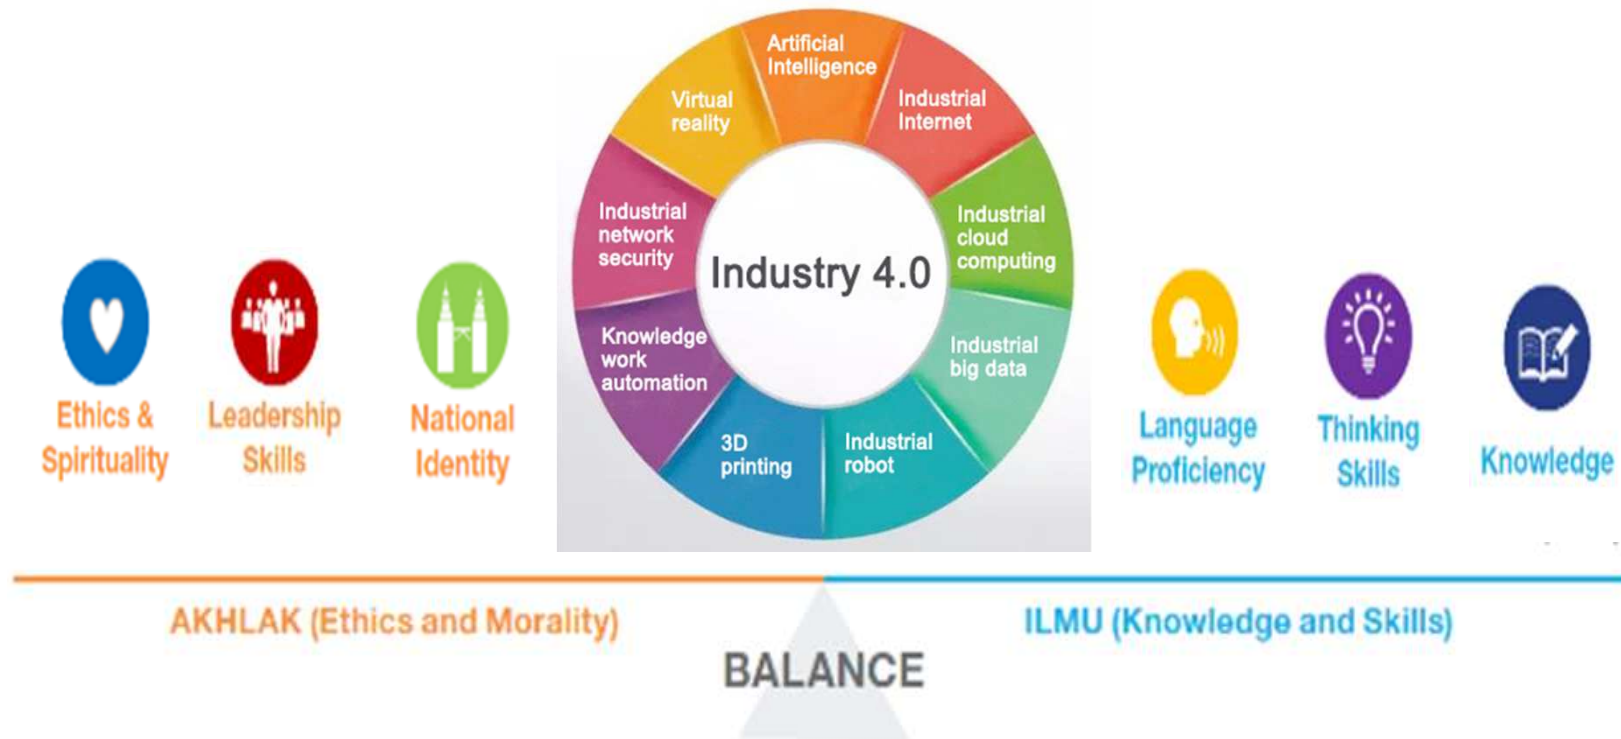 Artificial
Intelligence
Industrial
Internet
Industrial
cloud
computing
Industrial
big data
Industrial
robot
3D
printing
Knowledge
work
automation
Industrial
network
security
Virtual
reality
Industry 4.0
Ethics &
Spirituality
Leadership
Skills
National
Identity
Language
Proficiency
Thinking
Skills
Knowledge
AKHLAK (Ethics and Morality)
ILMU (Knowledge and Skills)
BALANCE